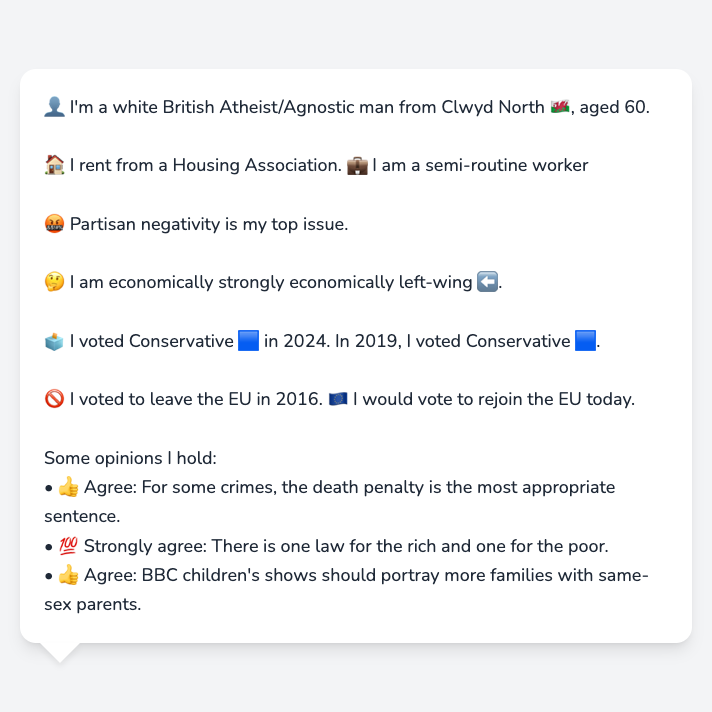 👤 I'm a white British Atheist/Agnostic man from Clwyd North 🏴󠁧󠁢󠁷󠁬󠁳󠁿, aged 60.
🏠 I rent from a Housing Association. 💼 I am a semi-routine worker
🤬 Partisan negativity is my top issue.
🤔 I am economically strongly economically left-wing ⬅️.
🗳️ I voted Conservative 🟦 in 2024. In 2019, I voted Conservative 🟦.
🚫 I voted to leave the EU in 2016. 🇪🇺 I would vote to rejoin the EU today.
Some opinions I hold:
• 👍 Agree: For some crimes, the death penalty is the most appropriate
sentence.
• 💯 Strongly agree: There is one law for the rich and one for the poor.
• 👍 Agree: BBC children's shows should portray more families with same-
sex parents.